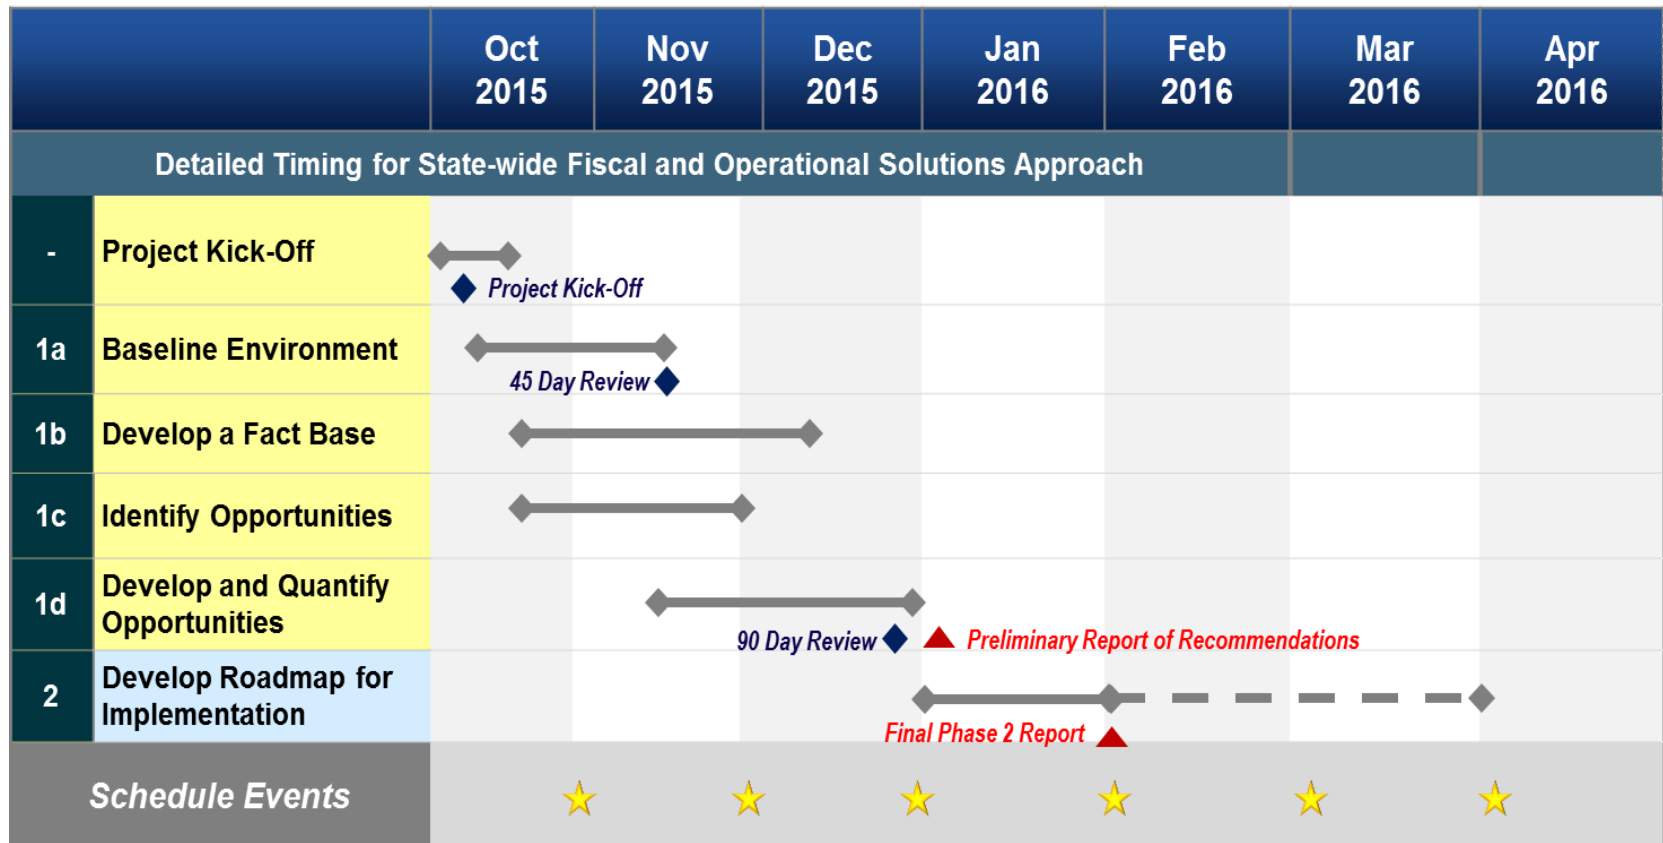 Oct Nov Dec Jan Feb Mar Apr
2015 2015 2015 2016 2016 2016 2016
Detailed Timing for State-wide Fiscal and Operational Solutions Approach
- Project Kick-Off
Project Kick-Off
1a Baseline Environment
45 Day Review
1b Develop a Fact Base
1c Identify Opportunities
1d Develop and Quantify
Opportunities
90 Day Review Preliminary Report of Recommendations
2 Develop Roadmap for
Implementation
Final Phase 2 Report
Schedule Events